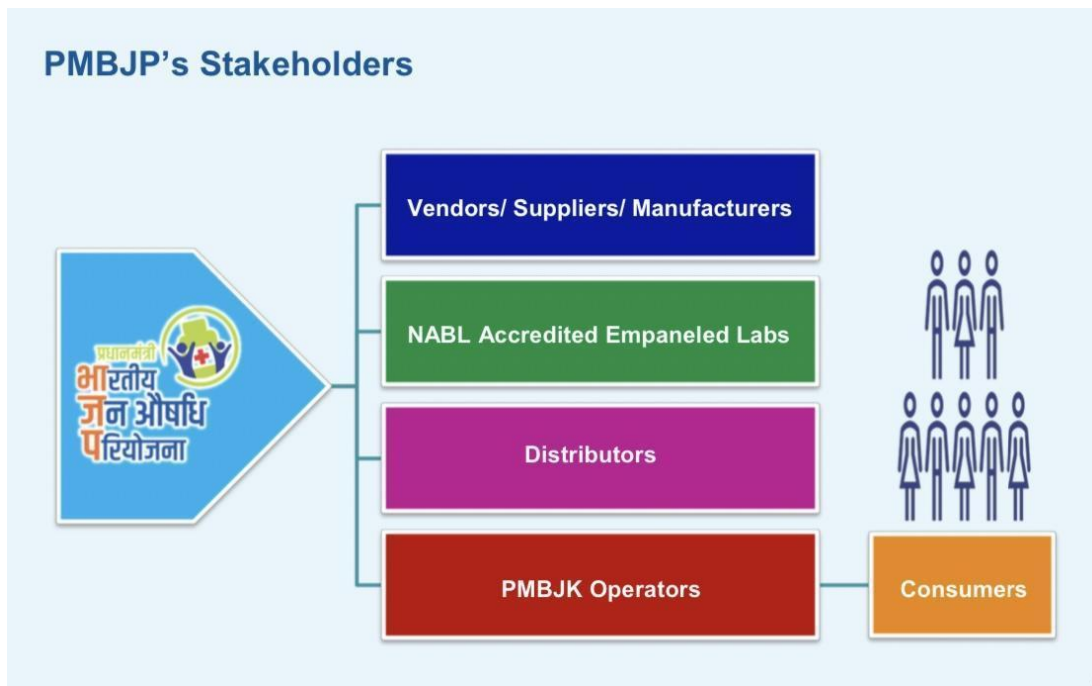 PMBJP’s Stakeholders
प्रधानमंत्री
भारतीय
जन औषधि
परियोजना
Vendors/ Suppliers/ Manufacturers
NABL Accredited Empaneled Labs
Distributors
PMBJK Operators
Consumers